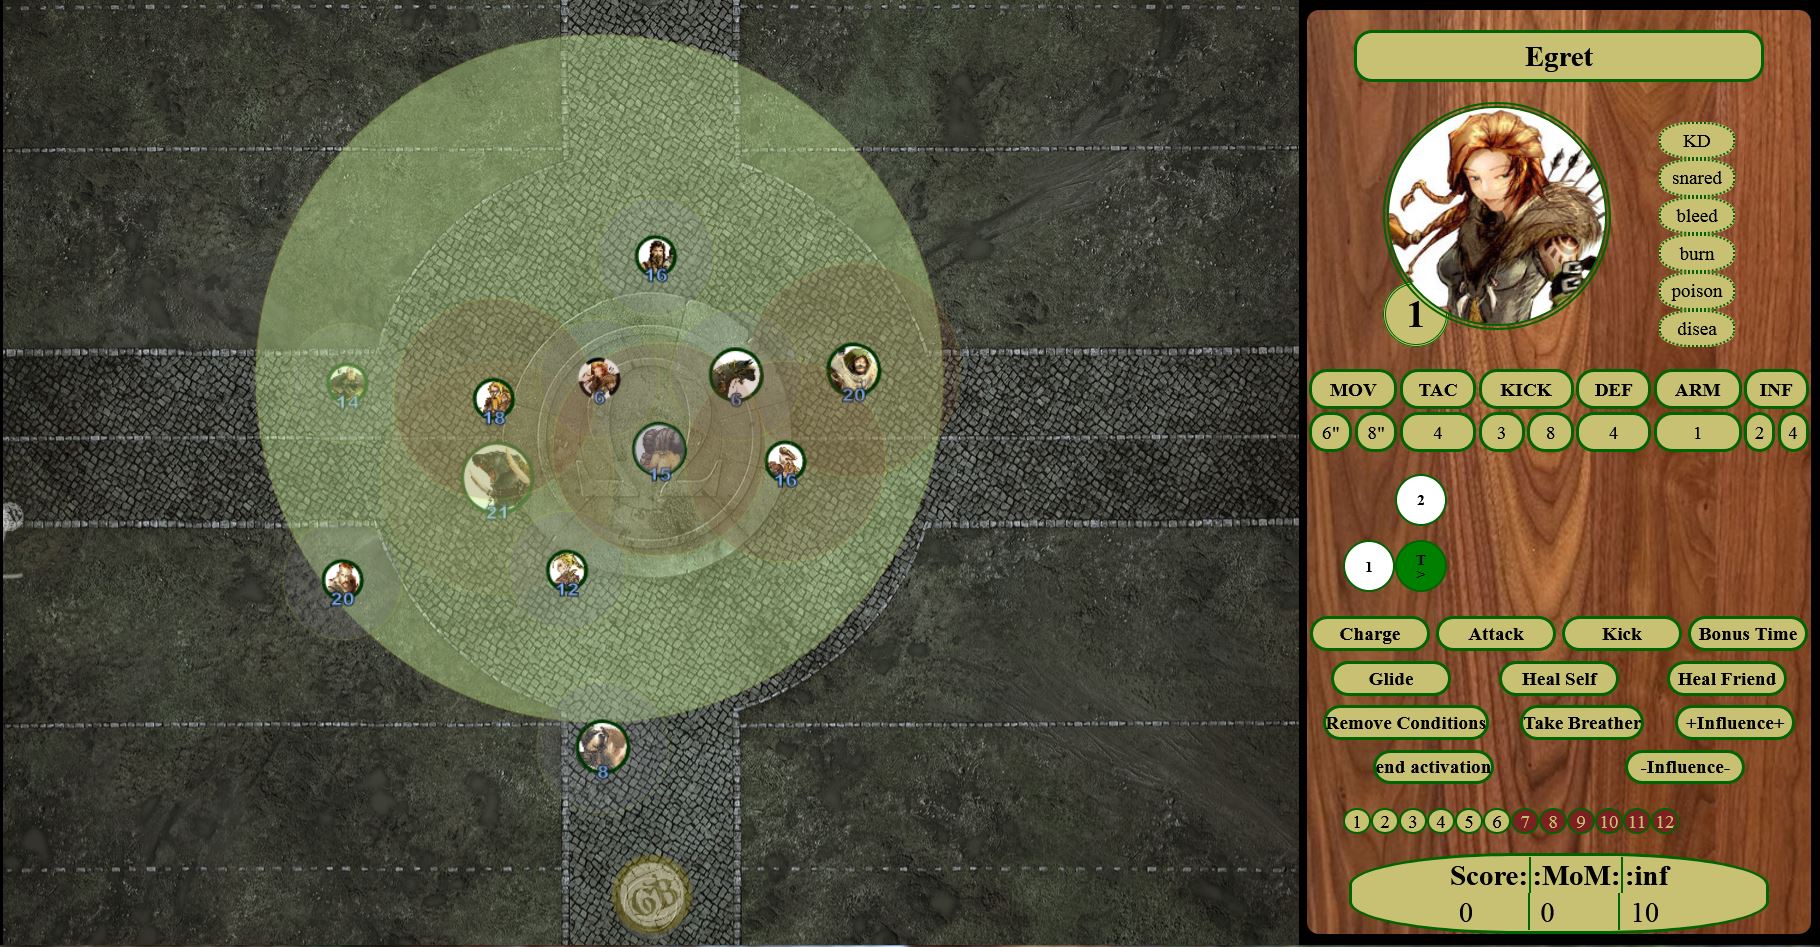 16
14
18
6
6
20
21
15
16
20
12
8
GB
Egret
1
KD
snared
bleed
burn
poison
disea
MOV TAC KICK DEF ARM INF
6" 8" 4 3 8 4 1 2 4
2
1 T
>
Charge Attack Kick Bonus Time
Glide Heal Self Heal Friend
Remove Conditions Take Breather +Influence+
end activation -Influence-
1 2 3 4 5 6 7 8 9 10 11 12
Score: :MoM: :inf
0 0 10